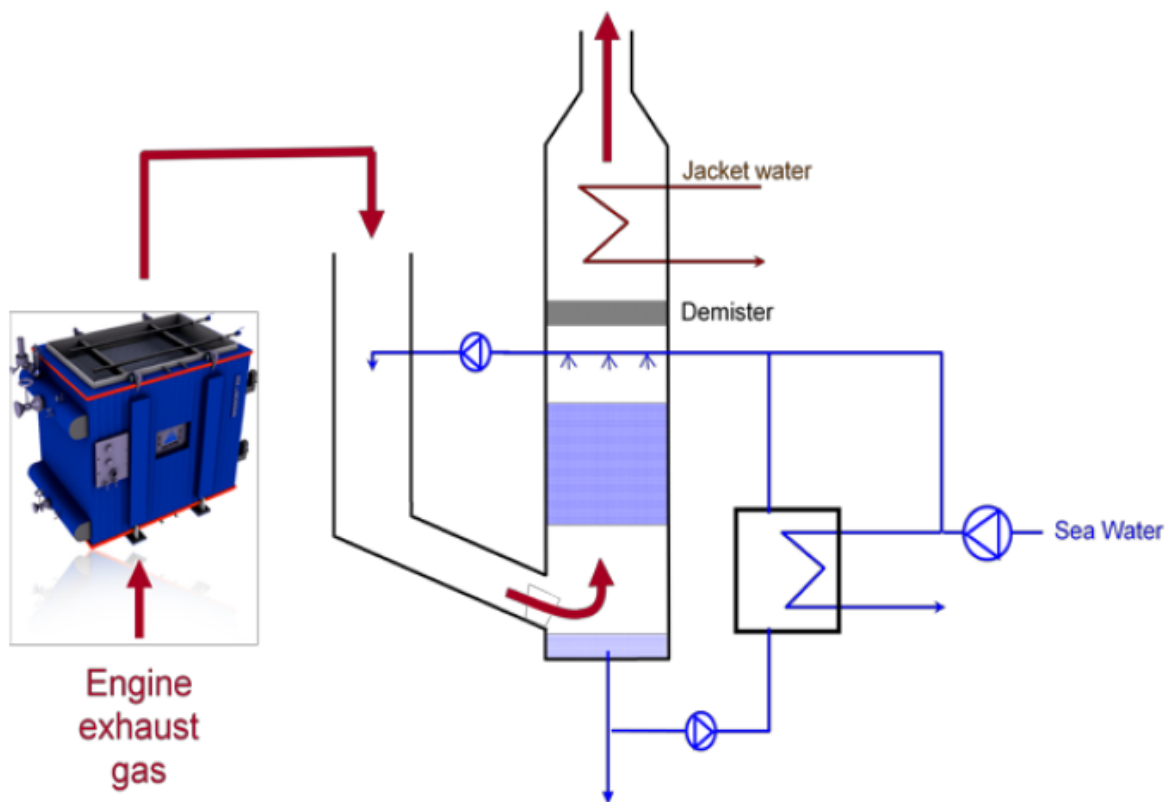 Jacket water
Demister
Sea Water
Engine
exhaust
gas